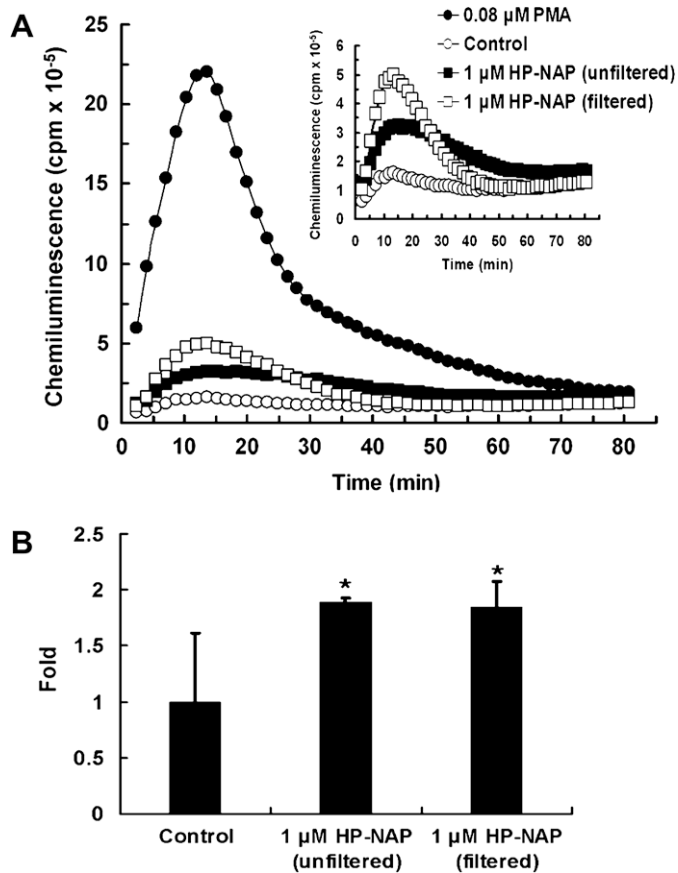 A
0.08 µM PMA
Control
1 µM HP-NAP (unfiltered)
1 µM HP-NAP (filtered)
Chemiluminescence (cpm x 10⁻⁵)
25
20
15
10
5
0
0 10 20 30 40 50 60 70 80
Time (min)
Chemiluminescence (cpm x 10⁻⁵)
6
5
4
3
2
1
0
0 10 20 30 40 50 60 70 80
Time (min)
B
Fold
2.5
2
1.5
1
0.5
0
* *
Control
1 µM HP-NAP
(unfiltered)
1 µM HP-NAP
(filtered)